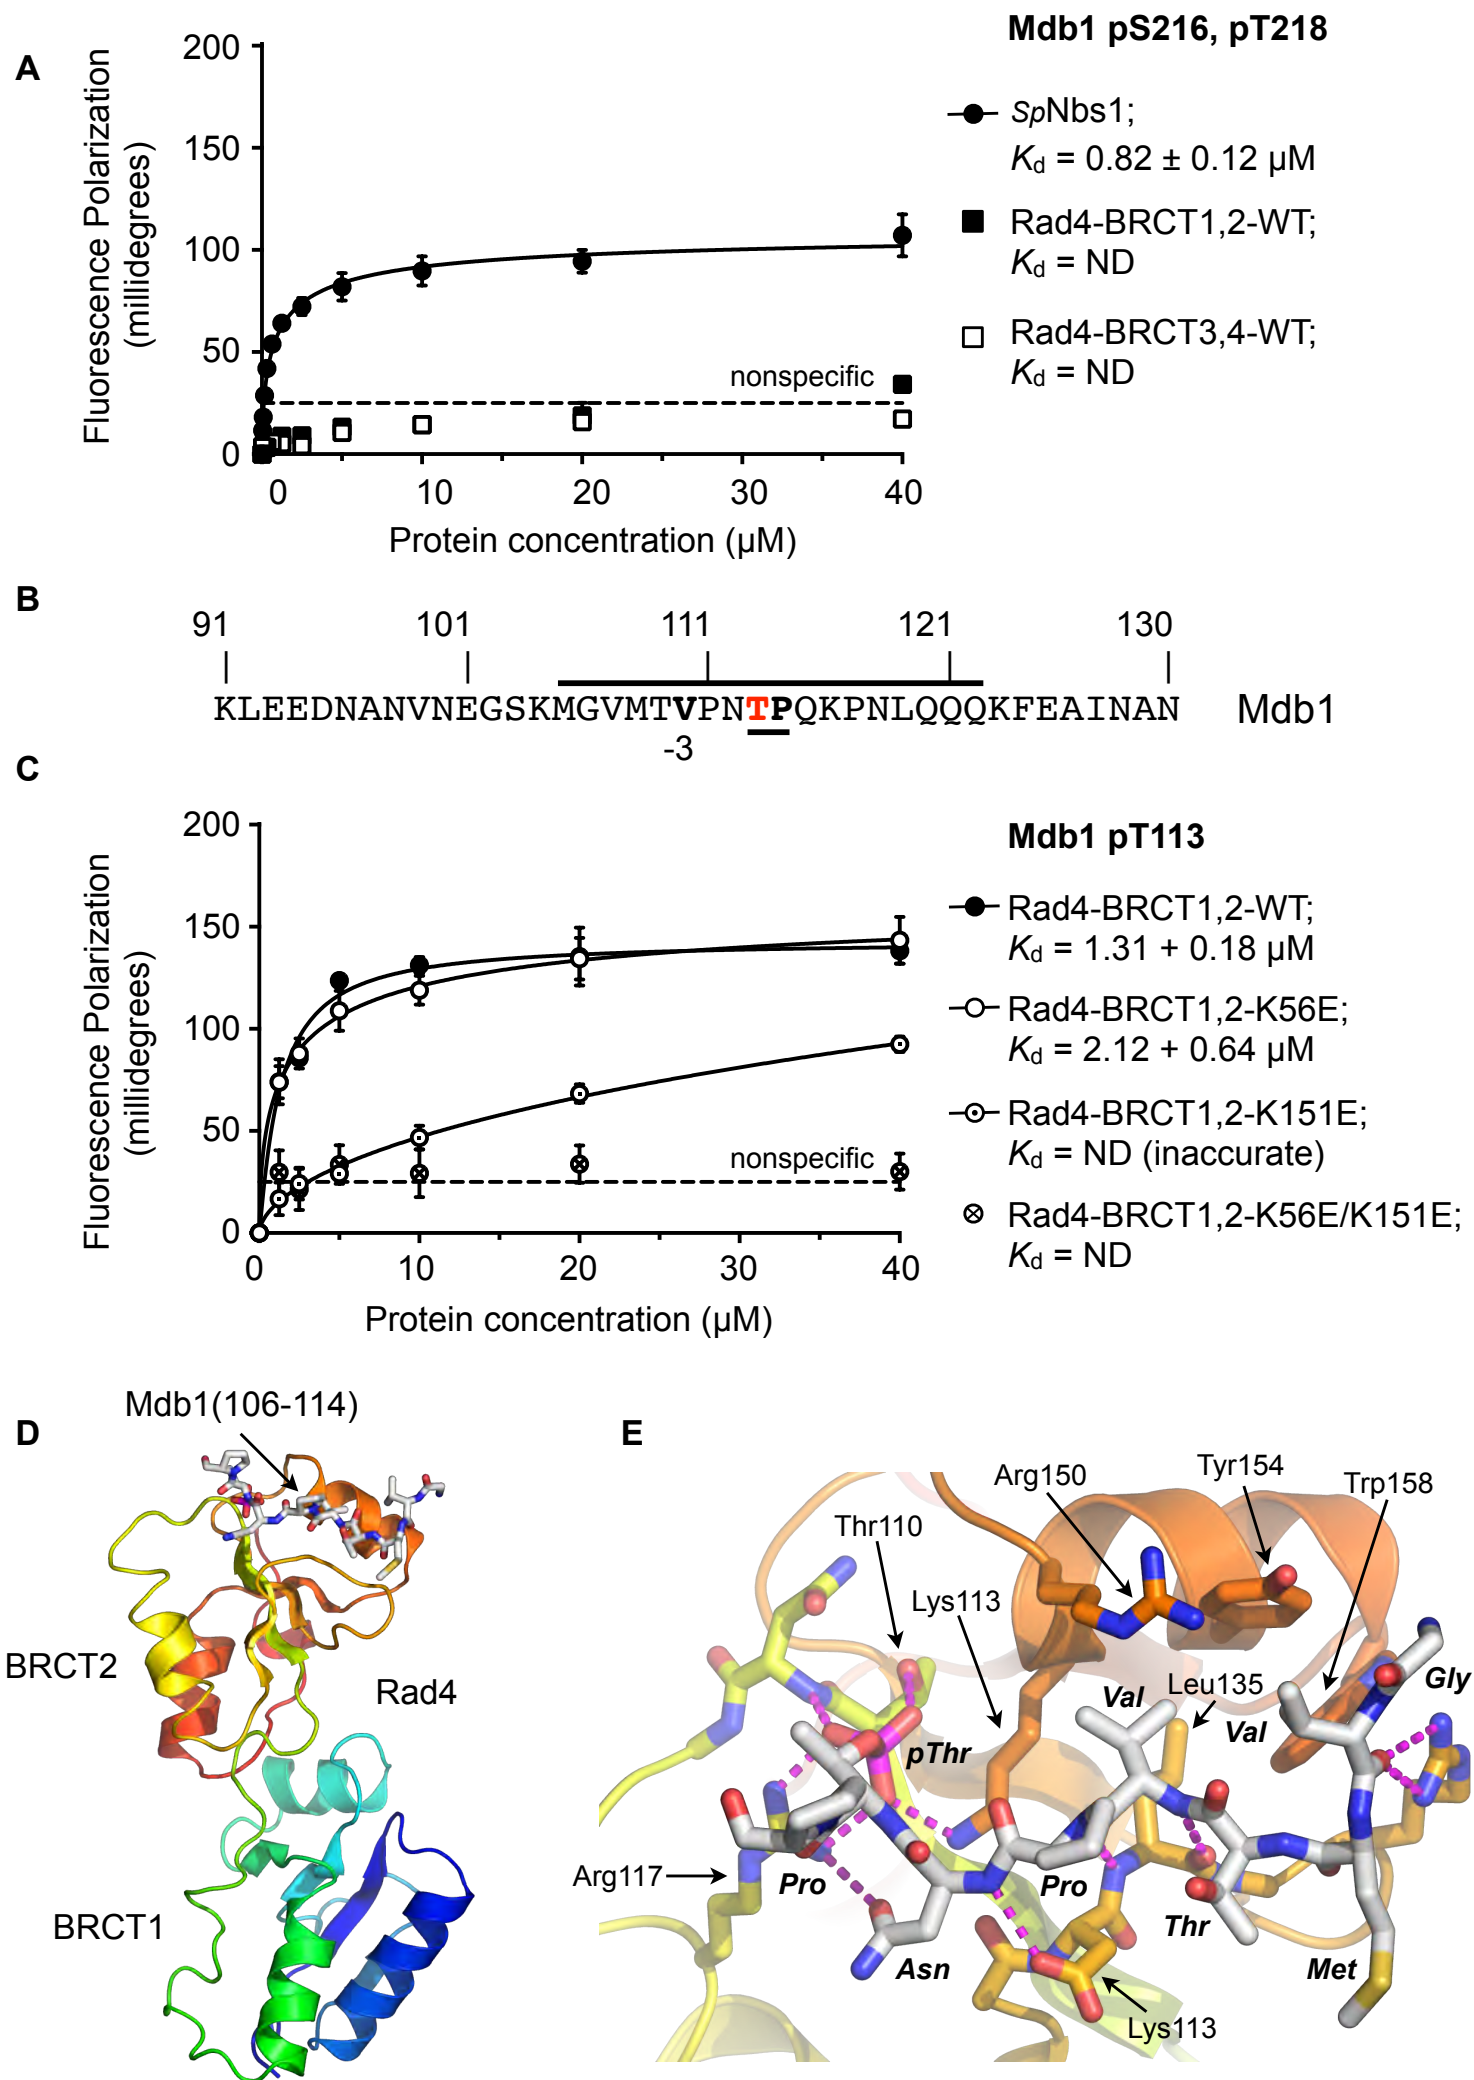 A
Fluorescence Polarization
(millidegrees)
200
150
100
50
0
nonspecific
0 10 20 30 40
Protein concentration (µM)
Mdb1 pS216, pT218
SpNbs1;
Kd = 0.82 ± 0.12 µM
Rad4-BRCT1,2-WT;
Kd = ND
Rad4-BRCT3,4-WT;
Kd = ND
B
91 101 111 121 130
KLEEDNANVNEGSKMGVMTVPNTPQKPNLQQQKFEAINAN Mdb1
-3
C
Fluorescence Polarization
(millidegrees)
200
150
100
50
0
nonspecific
0 10 20 30 40
Protein concentration (µM)
Mdb1 pT113
Rad4-BRCT1,2-WT;
Kd = 1.31 + 0.18 µM
Rad4-BRCT1,2-K56E;
Kd = 2.12 + 0.64 µM
Rad4-BRCT1,2-K151E;
Kd = ND (inaccurate)
Rad4-BRCT1,2-K56E/K151E;
Kd = ND
D
Mdb1(106-114)
BRCT2
Rad4
BRCT1
E
Arg150
Tyr154
Trp158
Thr110
Lys113
Val
Leu135
Val
Gly
pThr
Arg117
Pro
Pro
Asn
Thr
Met
Lys113